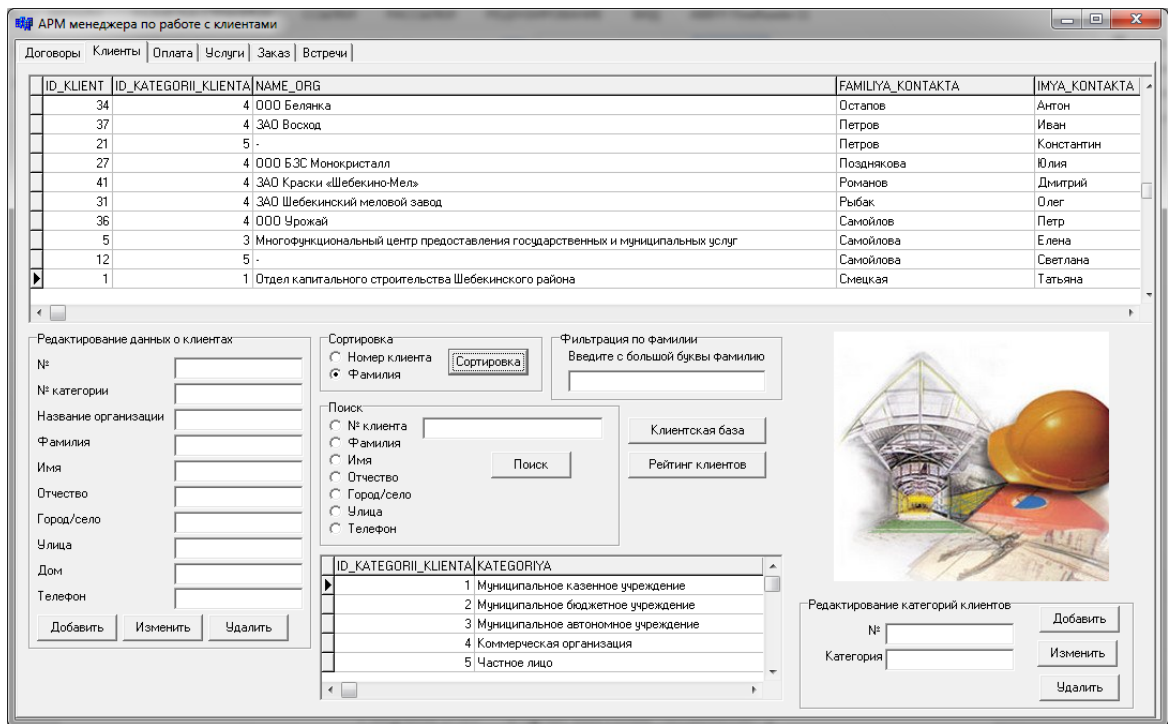 АРМ менеджера по работе с клиентами
Договоры Клиенты Оплата Услуги Заказ Встречи
ID_KLIENT ID_KATEGORII_KLIENTA NAME_ORG FAMILIYA_KONTAKTA IMYA_KONTAKTA
34 4 ООО Белянка Остапов Антон
37 4 ЗАО Восход Петров Иван
21 5 - Петров Константин
27 4 ООО БЗС Монокристалл Позднякова Юлия
41 4 ЗАО Краски «Шебекино-Мел» Романов Дмитрий
31 4 ЗАО Шебекинский меловой завод Рыбак Олег
36 4 ООО Урожай Самойлов Петр
5 3 Многофункциональный центр предоставления государственных и муниципальных услуг Самойлова Елена
12 5 - Самойлова Светлана
1 1 Отдел капитального строительства Шебекинского района Смецкая Татьяна
Редактирование данных о клиентах
№
№ категории
Название организации
Фамилия
Имя
Отчество
Город/село
Улица
Дом
Телефон
Добавить Изменить Удалить
Сортировка
Номер клиента
Фамилия
Сортировка
Фильтрация по фамилии
Введите с большой буквы фамилию
Поиск
№ клиента
Фамилия
Имя
Отчество
Город/село
Улица
Телефон
Поиск
Клиентская база
Рейтинг клиентов
ID_KATEGORII_KLIENTA KATEGORIYA
1 Муниципальное казенное учреждение
2 Муниципальное бюджетное учреждение
3 Муниципальное автономное учреждение
4 Коммерческая организация
5 Частное лицо
Редактирование категорий клиентов
№
Категория
Добавить
Изменить
Удалить